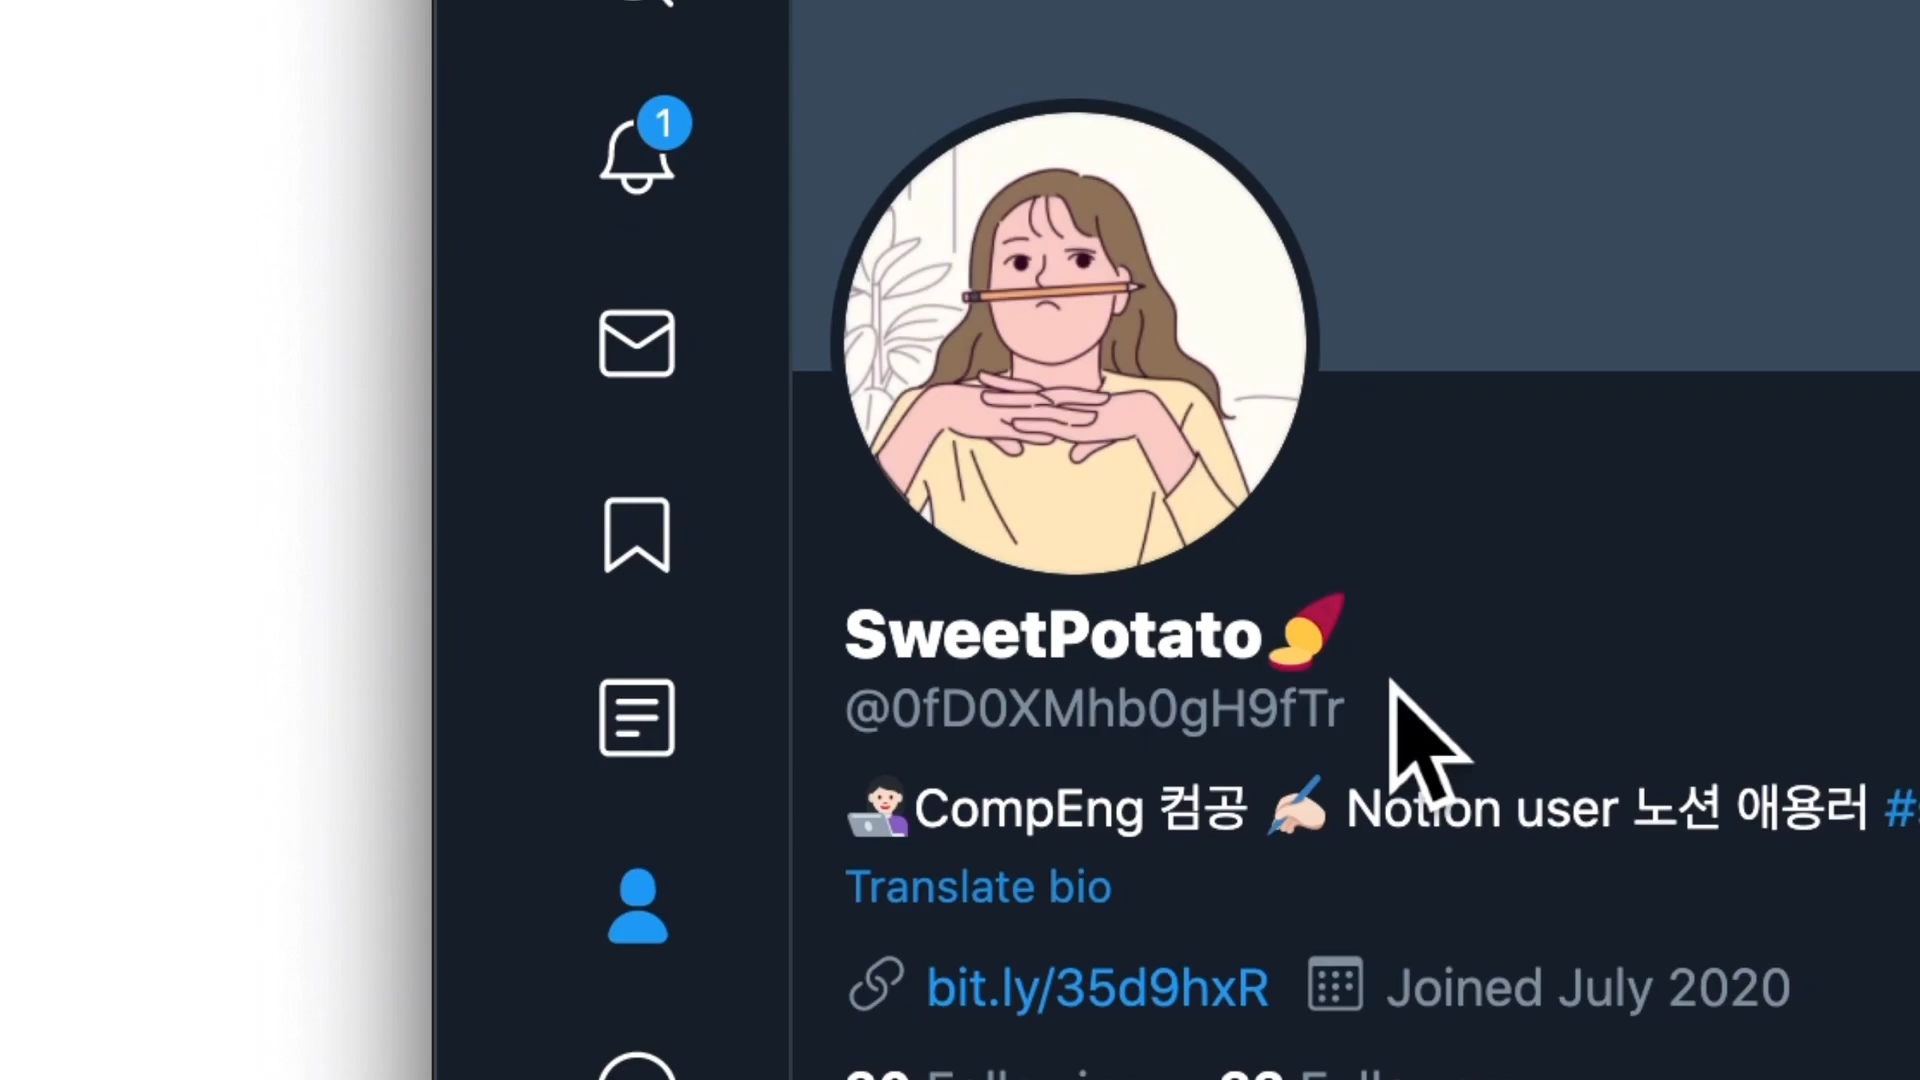 1
SweetPotato🍠
@0fD0XMhb0gH9fTr
👩🏻‍💻CompEng 컴공 ✍🏻 Notion user 노션 애용러 #
Translate bio
bit.ly/35d9hxR Joined July 2020